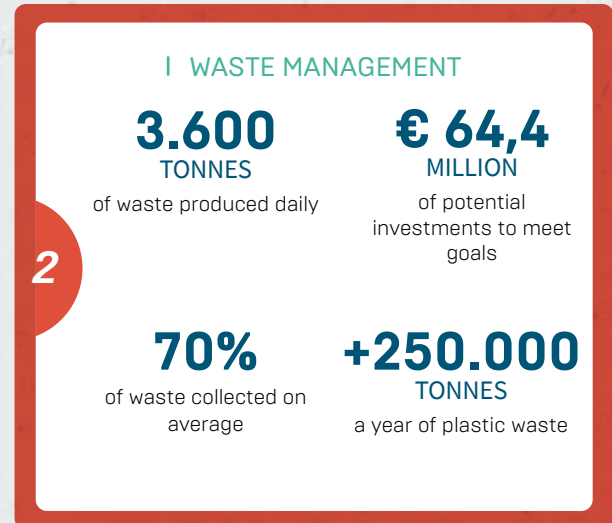 | WASTE MANAGEMENT
3.600
TONNES
of waste produced daily
€ 64,4
MILLION
of potential
investments to meet
goals
2
70%
of waste collected on
average
+250.000
TONNES
a year of plastic waste